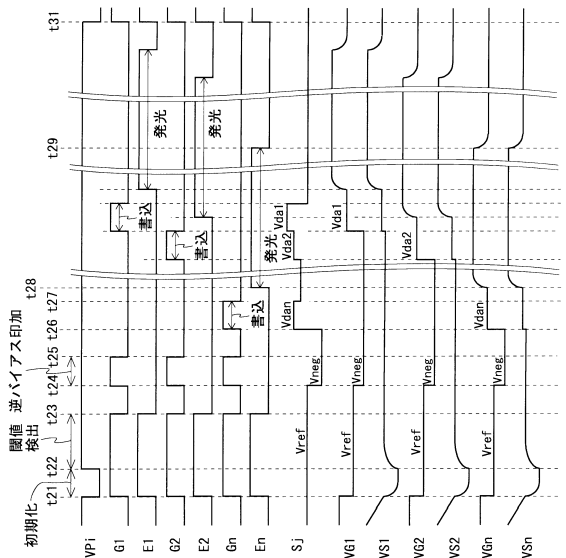 初期化
閾値
検出
逆バイアス印加
t21 t22 t23 t24 t25 t26 t27 t28 t29 t31
VPi
G1 書込
E1 発光
G2 書込
E2 発光
Gn 書込
En 発光
Sj Vref Vneg Vdan Vda2 Vda1
VG1 Vref Vneg Vda1
VS1
VG2 Vref Vneg Vda2
VS2
VGn Vref Vneg Vdan
VSn